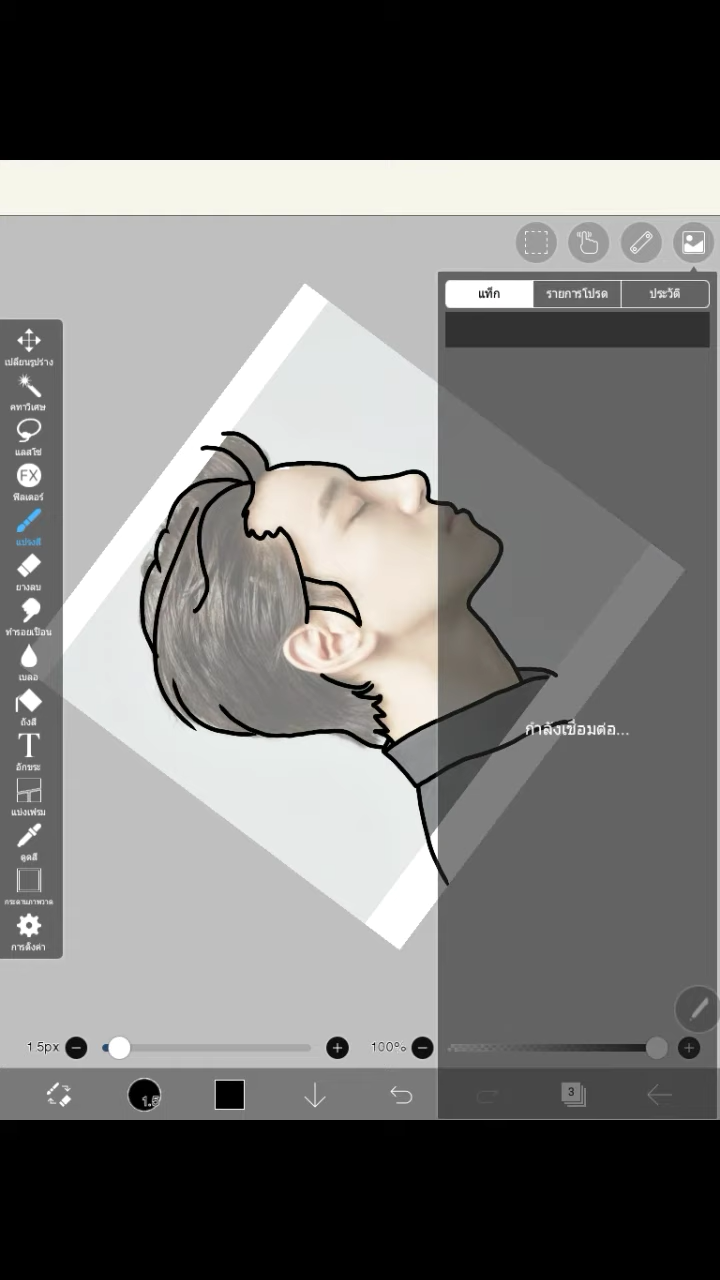 แท็ก
รายการโปรด
ประวัติ
เปลี่ยนรูปร่าง
คทาวิเศษ
แลสโซ่
FX
ฟิลเตอร์
แปรงสี
ยางลบ
ทำรอยเปื้อน
เบลอ
ถังสี
T
อักขระ
แบ่งเฟรม
ดูดสี
กระดานภาพวาด
การตั้งค่า
กำลังเชื่อมต่อ...
1.5px
100%
1.5
3